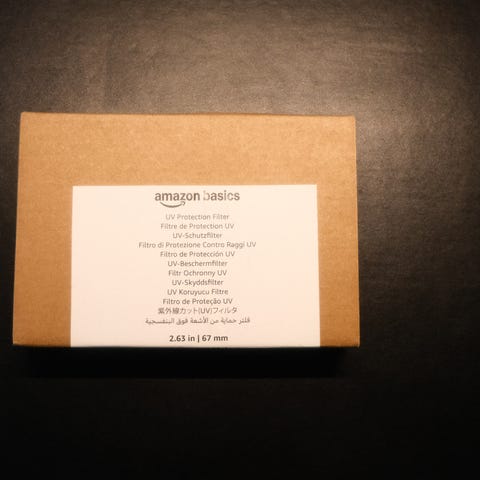 amazon basics
UV Protection Filter
Filtre de Protection UV
UV-Schutzfilter
Filtro di Protezione Contro Raggi UV
Filtro de Protección UV
UV-Beschermfilter
Filtr Ochronny UV
UV-Skyddsfilter
UV Koruyucu Filtre
Filtro de Proteção UV
紫外線カット(UV)フィルタ
فلتر حماية من الأشعة فوق البنفسجية
2.63 in | 67 mm